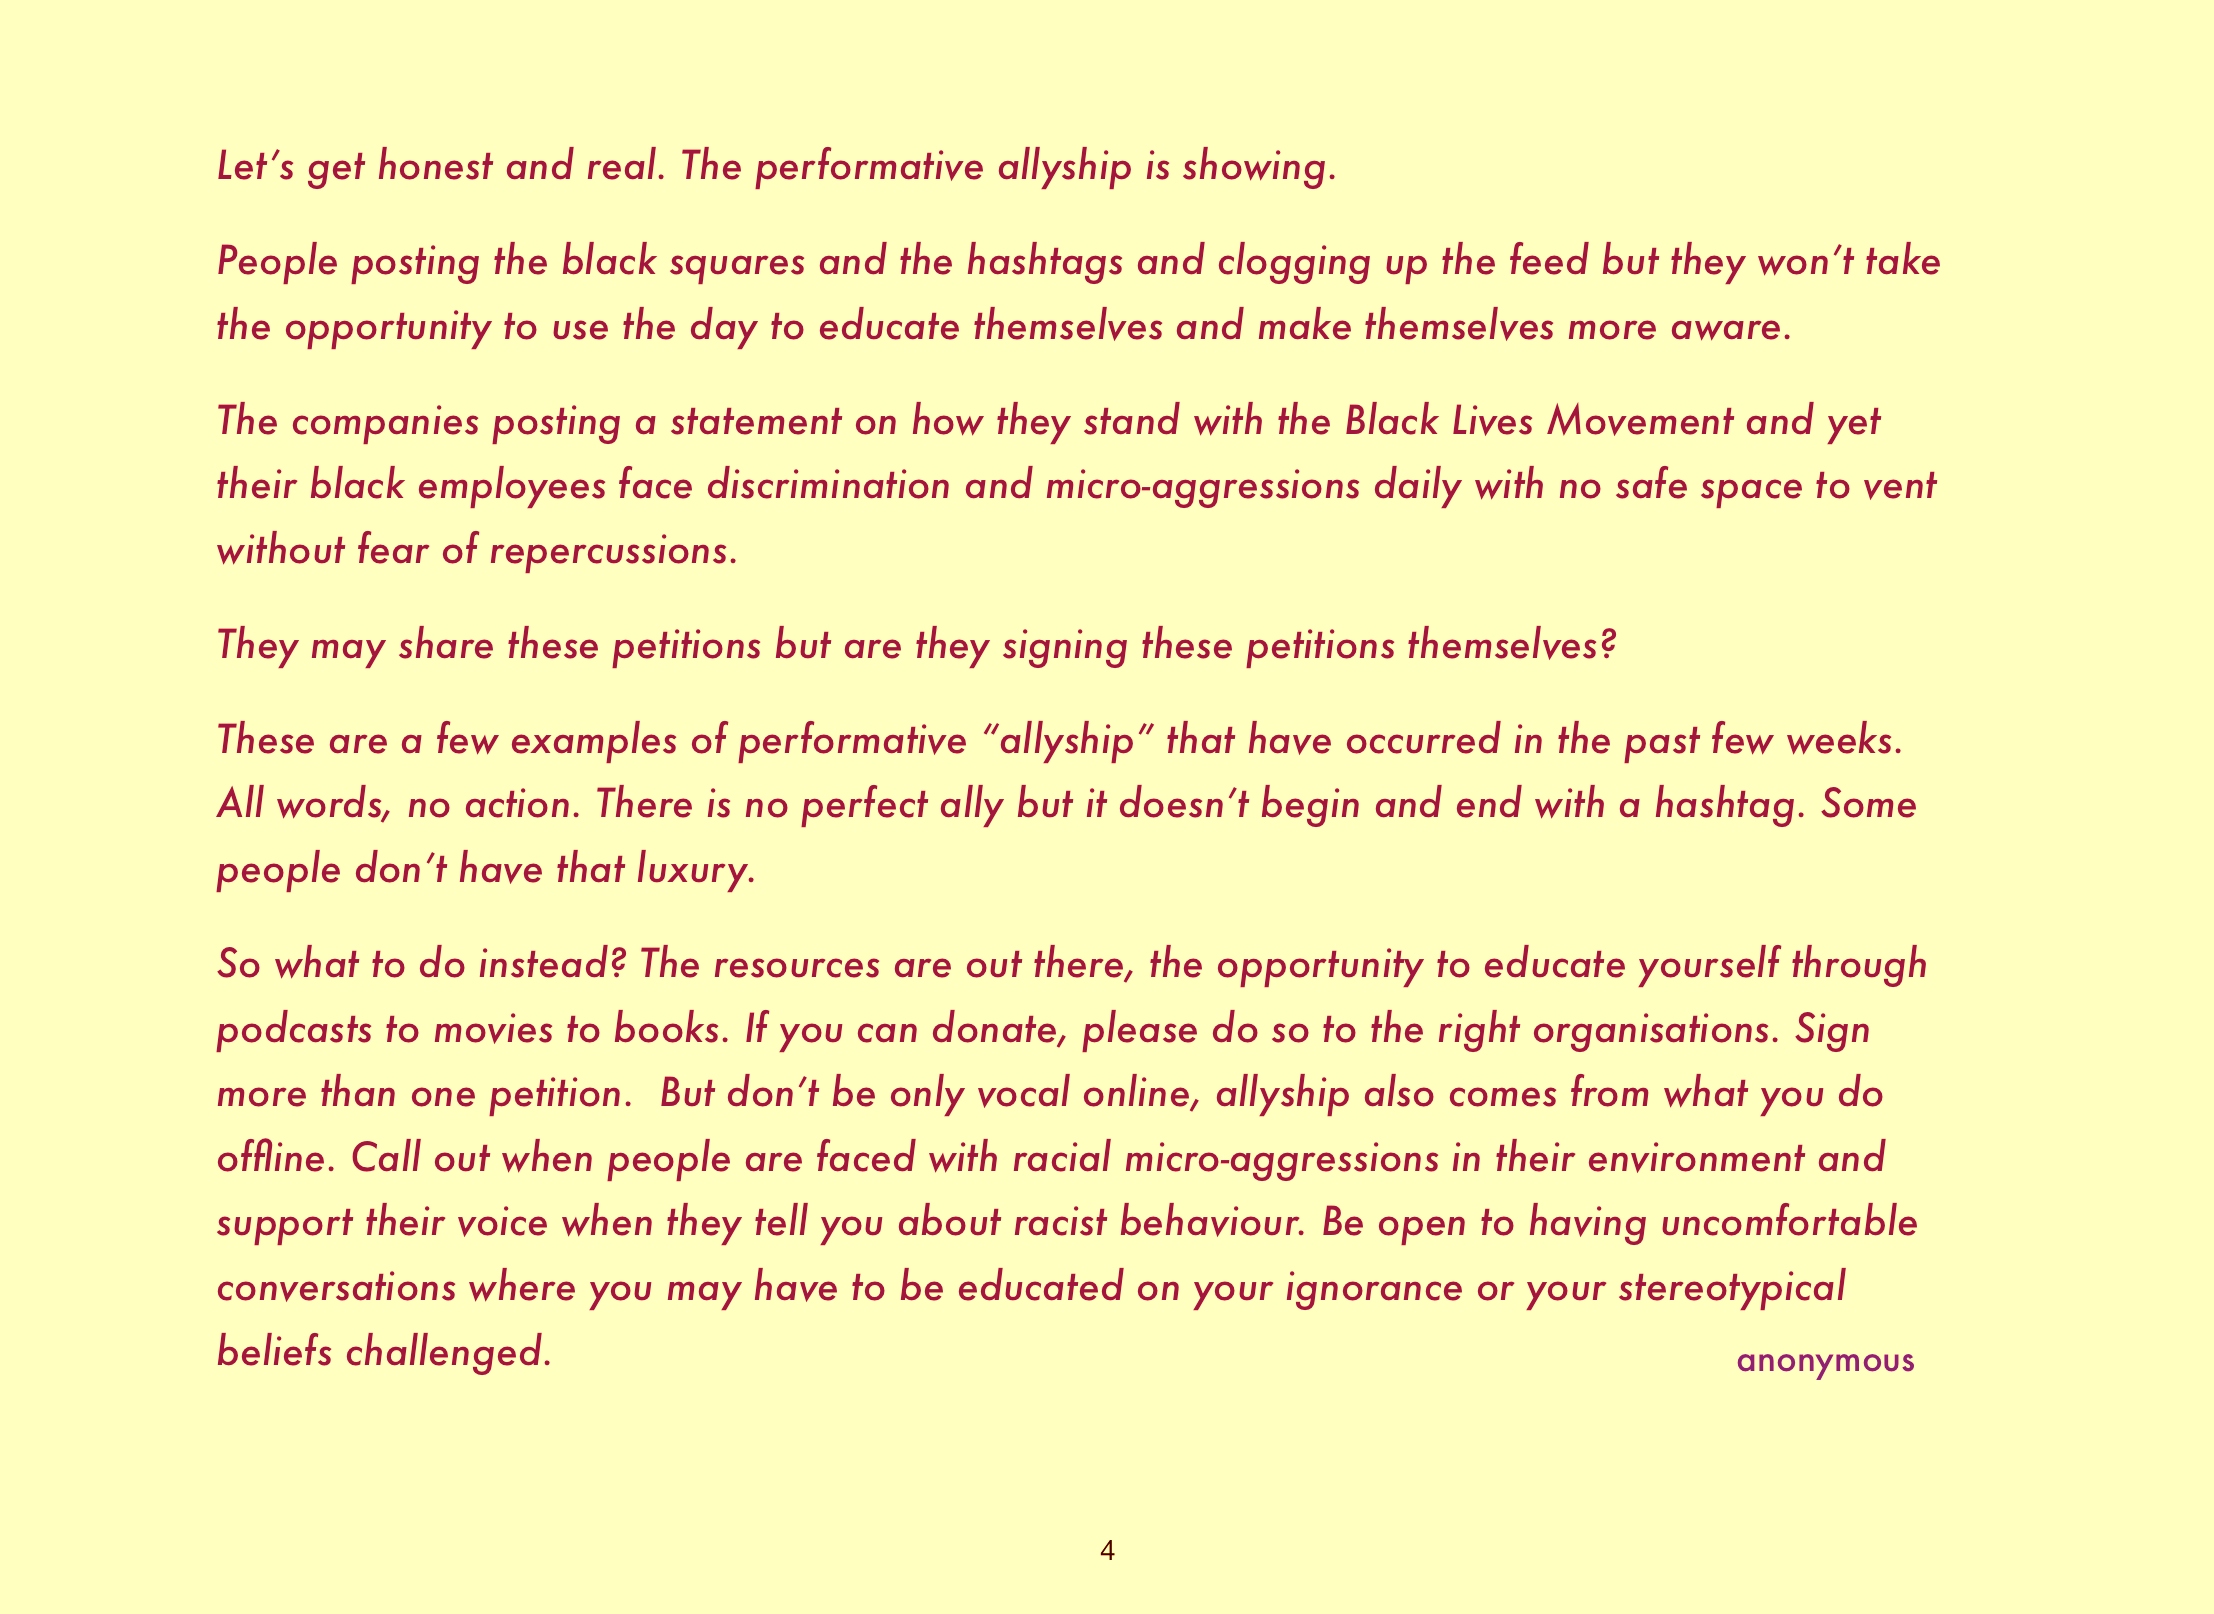 Let’s get honest and real. The performative allyship is showing.
People posting the black squares and the hashtags and clogging up the feed but they won’t take
the opportunity to use the day to educate themselves and make themselves more aware.
The companies posting a statement on how they stand with the Black Lives Movement and yet
their black employees face discrimination and micro-aggressions daily with no safe space to vent
without fear of repercussions.
They may share these petitions but are they signing these petitions themselves?
These are a few examples of performative “allyship” that have occurred in the past few weeks.
All words, no action. There is no perfect ally but it doesn’t begin and end with a hashtag. Some
people don’t have that luxury.
So what to do instead? The resources are out there, the opportunity to educate yourself through
podcasts to movies to books. If you can donate, please do so to the right organisations. Sign
more than one petition.  But don’t be only vocal online, allyship also comes from what you do
offline. Call out when people are faced with racial micro-aggressions in their environment and
support their voice when they tell you about racist behaviour. Be open to having uncomfortable
conversations where you may have to be educated on your ignorance or your stereotypical
beliefs challenged.
anonymous
4